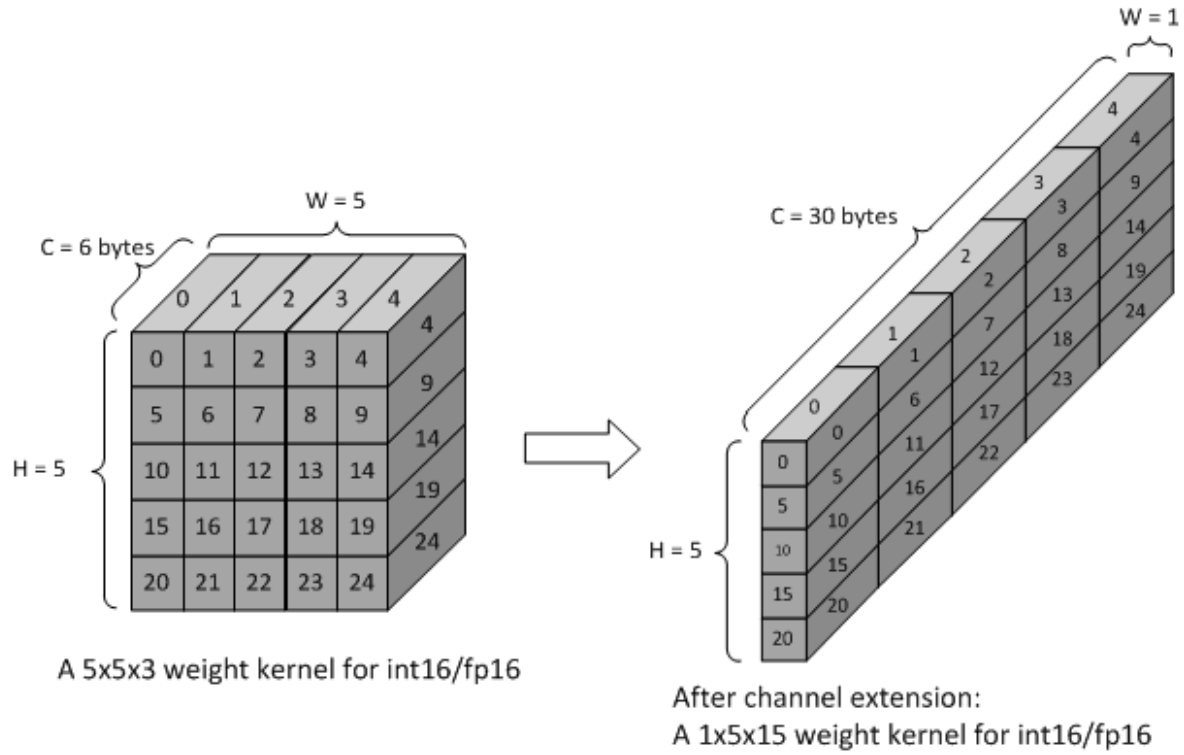 W = 1
W = 5
C = 6 bytes
C = 30 bytes
0 1 2 3 4
0 1 2 3 4
5 6 7 8 9
10 11 12 13 14
15 16 17 18 19
20 21 22 23 24
4
9
14
19
24
H = 5
0 1 2 3 4
0
5
10
15
20
0 1 2 3 4
5 6 7 8 9
10 11 12 13 14
15 16 17 18 19
20 21 22 23 24
H = 5
A 5x5x3 weight kernel for int16/fp16
After channel extension:
A 1x5x15 weight kernel for int16/fp16